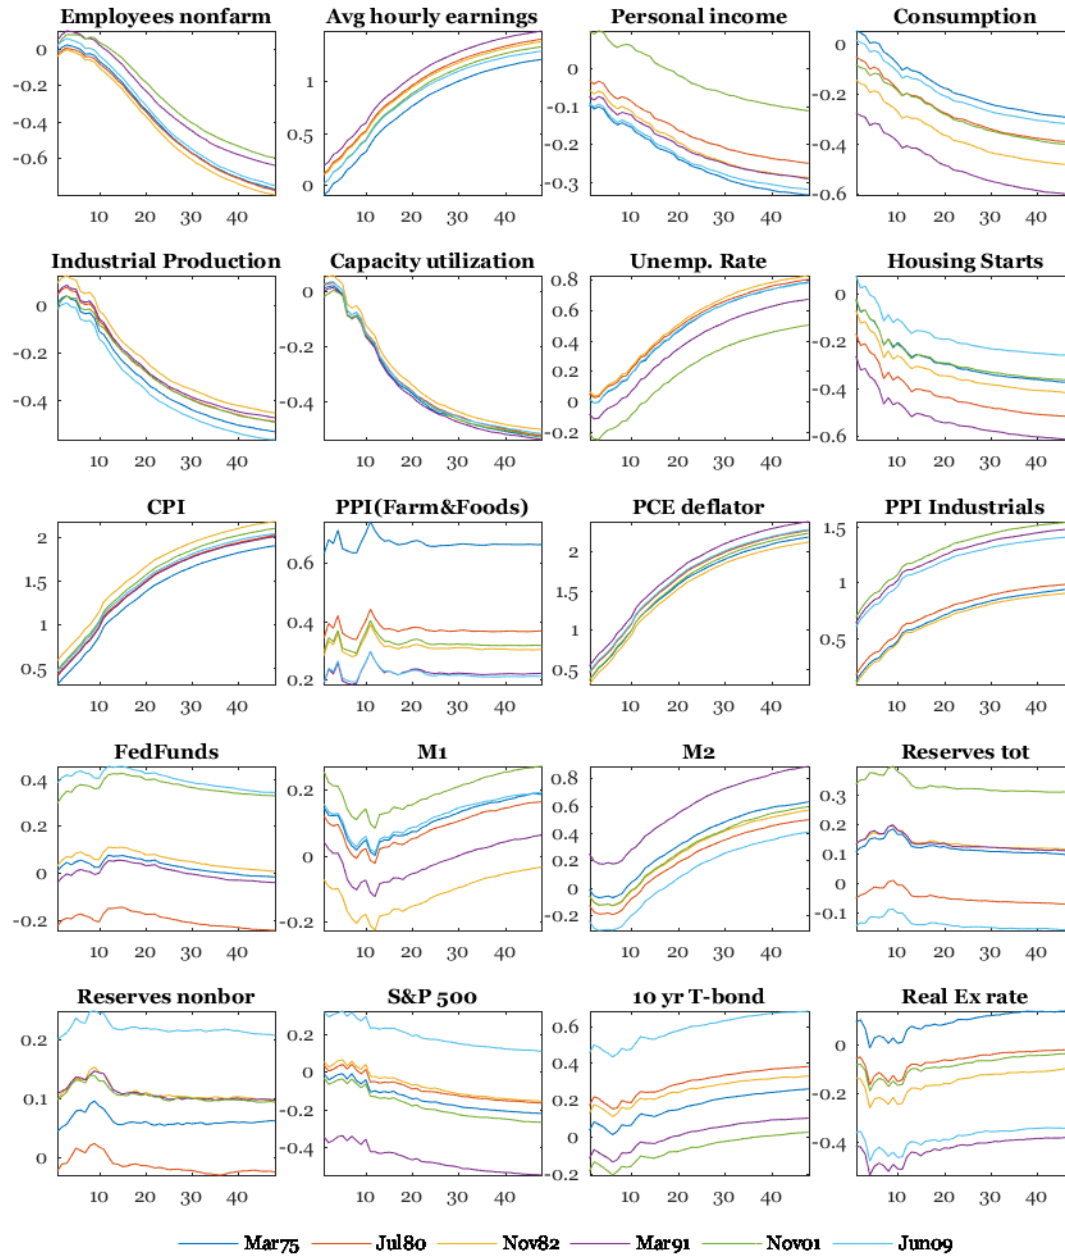 Employees nonfarm Avg hourly earnings Personal income Consumption
0 -0.2 -0.4 -0.6 10 20 30 40
1 0.5 0 10 20 30 40
0 -0.1 -0.2 -0.3 10 20 30 40
0 -0.2 -0.4 -0.6 10 20 30 40
Industrial Production Capacity utilization Unemp. Rate Housing Starts
0 -0.2 -0.4 10 20 30 40
0 -0.2 -0.4 10 20 30 40
0.8 0.6 0.4 0.2 0 -0.2 10 20 30 40
0 -0.2 -0.4 -0.6 10 20 30 40
CPI PPI(Farm&Foods) PCE deflator PPI Industrials
2 1.5 1 0.5 10 20 30 40
0.6 0.4 0.2 10 20 30 40
2 1.5 1 0.5 10 20 30 40
1.5 1 0.5 10 20 30 40
FedFunds M1 M2 Reserves tot
0.4 0.2 0 -0.2 10 20 30 40
0.2 0 -0.2 10 20 30 40
0.8 0.6 0.4 0.2 0 -0.2 10 20 30 40
0.3 0.2 0.1 0 -0.1 10 20 30 40
Reserves nonbor S&P 500 10 yr T-bond Real Ex rate
0.2 0.1 0 10 20 30 40
0.2 0 -0.2 -0.4 10 20 30 40
0.6 0.4 0.2 0 -0.2 10 20 30 40
0 -0.2 -0.4 10 20 30 40
Mar75 Jul80 Nov82 Mar91 Nov01 Jun09